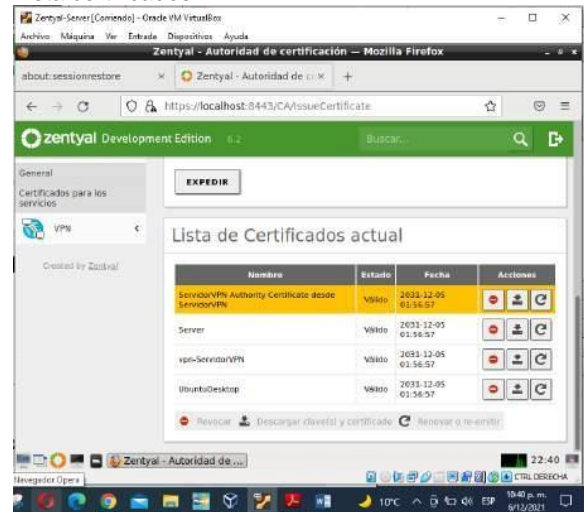 Zentyal-Server [Corriendo] - Oracle VM VirtualBox
Archivo Máquina Ver Entrada Dispositivos Ayuda
Zentyal - Autoridad de certificación — Mozilla Firefox
about:sessionrestore
Zentyal - Autoridad de
https://localhost:8443/CA/IssueCertificate
zentyal Development Edition 6.2
Buscar...
General
Certificados para los
servicios
VPN
Created by Zentyal
EXPEDIR
Lista de Certificados actual
Nombre Estado Fecha Acciones
ServidorVPN Authority Certificate desde
ServidorVPN
Válido
2031-12-05
01:56:57
Server
Válido
2031-12-05
01:56:57
vpn-ServidorVPN
Válido
2031-12-05
01:56:57
UbuntuDesktop
Válido
2031-12-05
01:56:57
Revocar Descargar clave(s) y certificado Renovar o re-emitir
Zentyal - Autoridad de ...
22:40
Navegador Opera
CTRL DERECHA
10°C
ESP
10:40 p. m.
6/12/2021